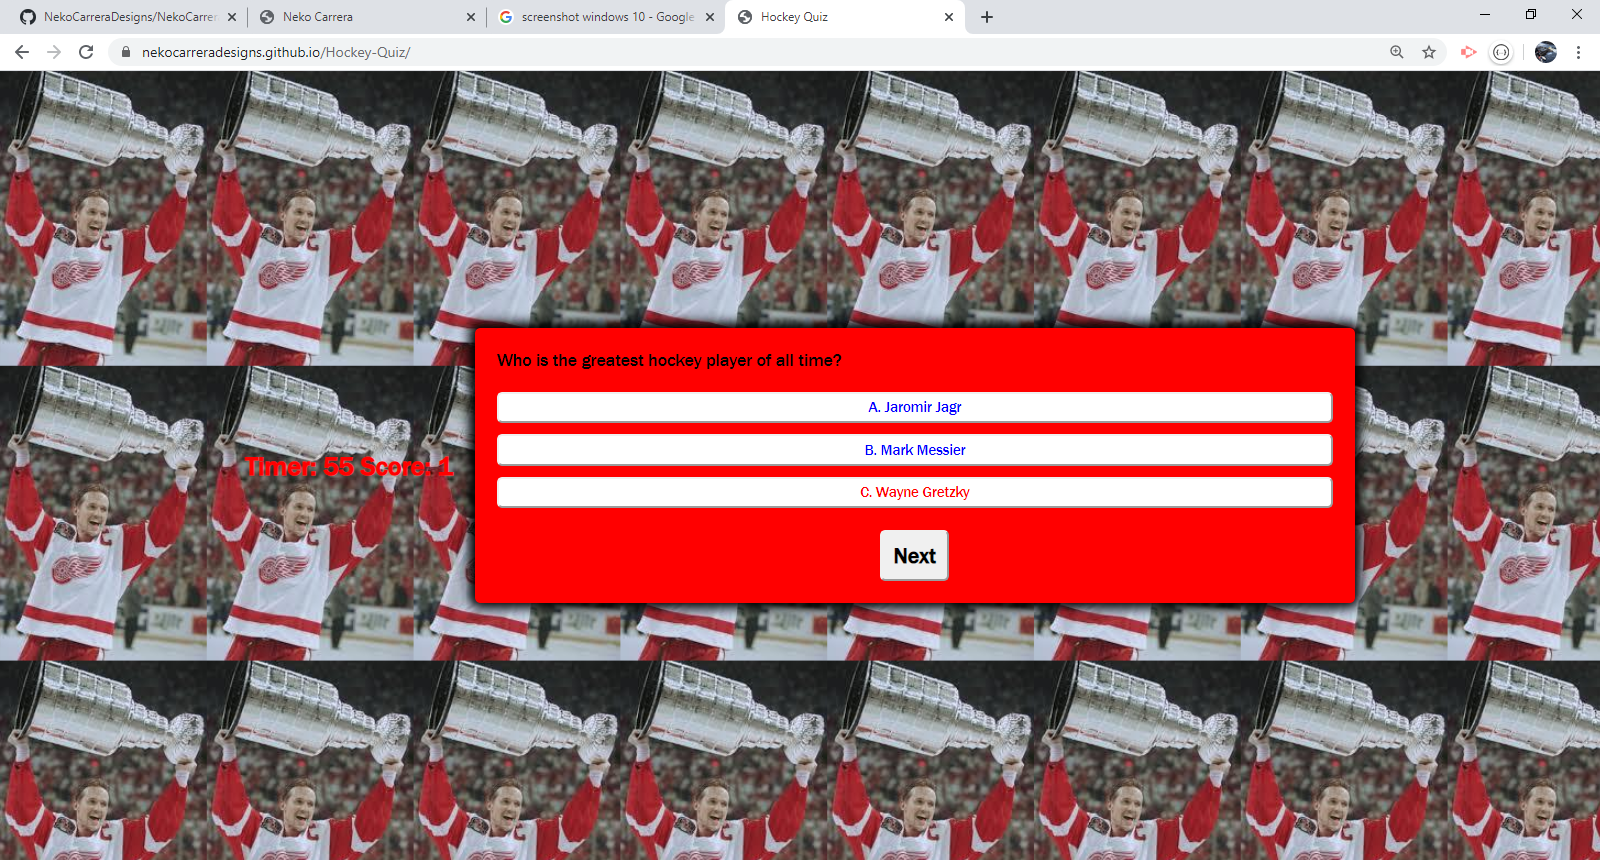 NekoCarreraDesigns/NekoCarrer
Neko Carrera
screenshot windows 10 - Google
Hockey Quiz
nekocarreradesigns.github.io/Hockey-Quiz/
Who is the greatest hockey player of all time?
A. Jaromir Jagr
B. Mark Messier
Timer: 55 Score: 1
C. Wayne Gretzky
Next